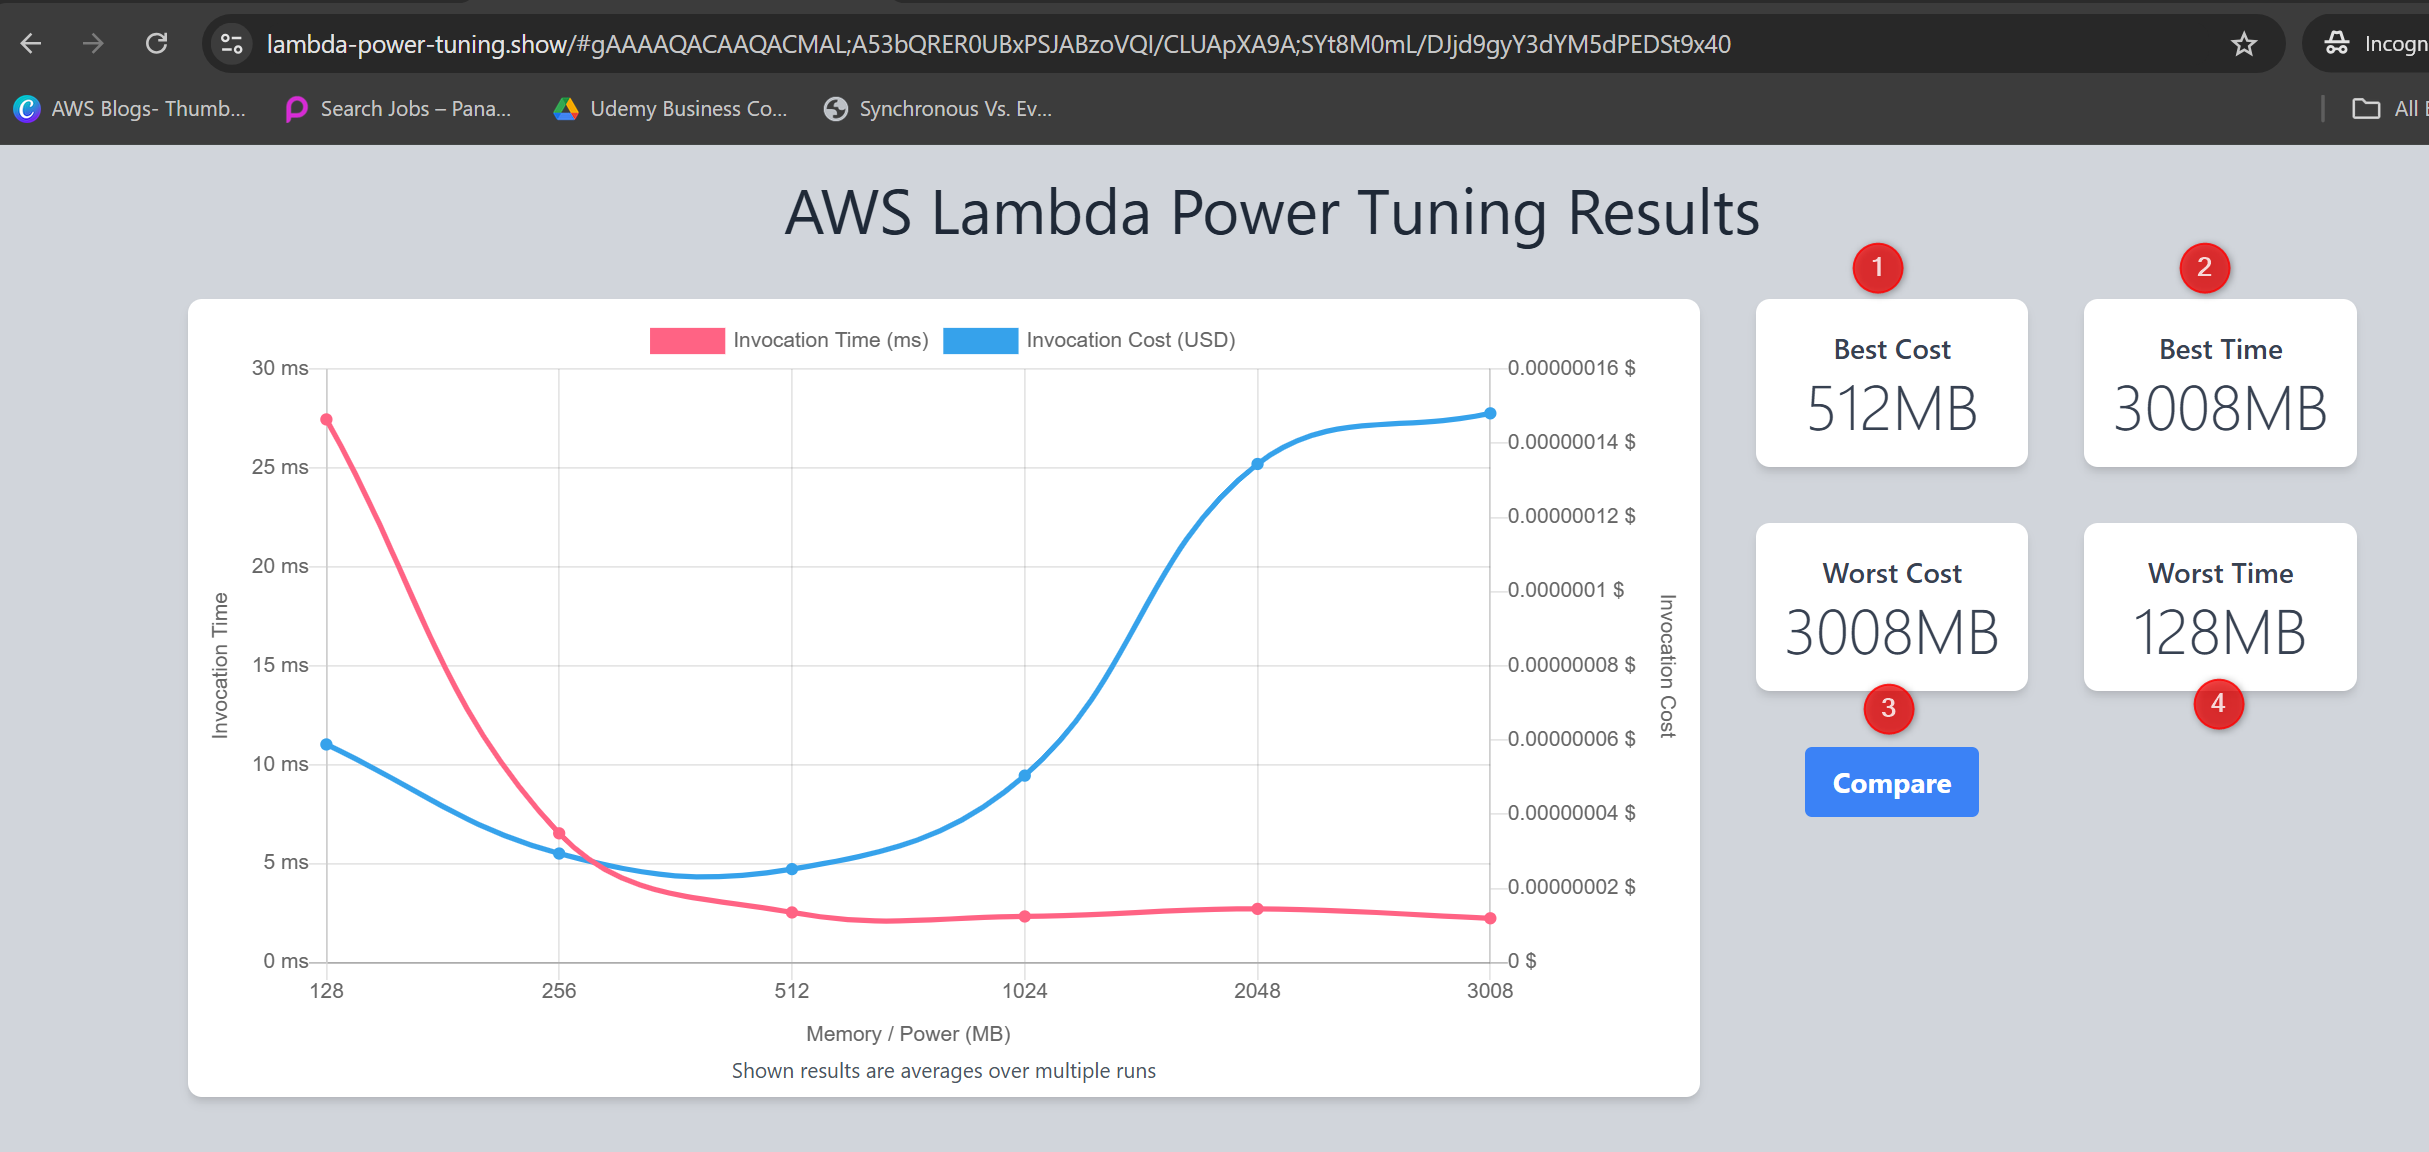 lambda-power-tuning.show/#gAAAAQACAAQACMAL;A53bQRER0UBxPSJABzoVQI/CLUApXA9A;SYt8M0mL/DJjd9gyY3dYM5dPEDSt9x40
Incogn
AWS Blogs- Thumb...
Search Jobs – Pana...
Udemy Business Co...
Synchronous Vs. Ev...
All
AWS Lambda Power Tuning Results
Invocation Time (ms)
Invocation Cost (USD)
30 ms
25 ms
20 ms
15 ms
10 ms
5 ms
0 ms
Invocation Time
0.00000016 $
0.00000014 $
0.00000012 $
0.0000001 $
0.00000008 $
0.00000006 $
0.00000004 $
0.00000002 $
0 $
Invocation Cost
128
256
512
1024
2048
3008
Memory / Power (MB)
Shown results are averages over multiple runs
1
Best Cost
512MB
2
Best Time
3008MB
Worst Cost
3008MB
3
Worst Time
128MB
4
Compare